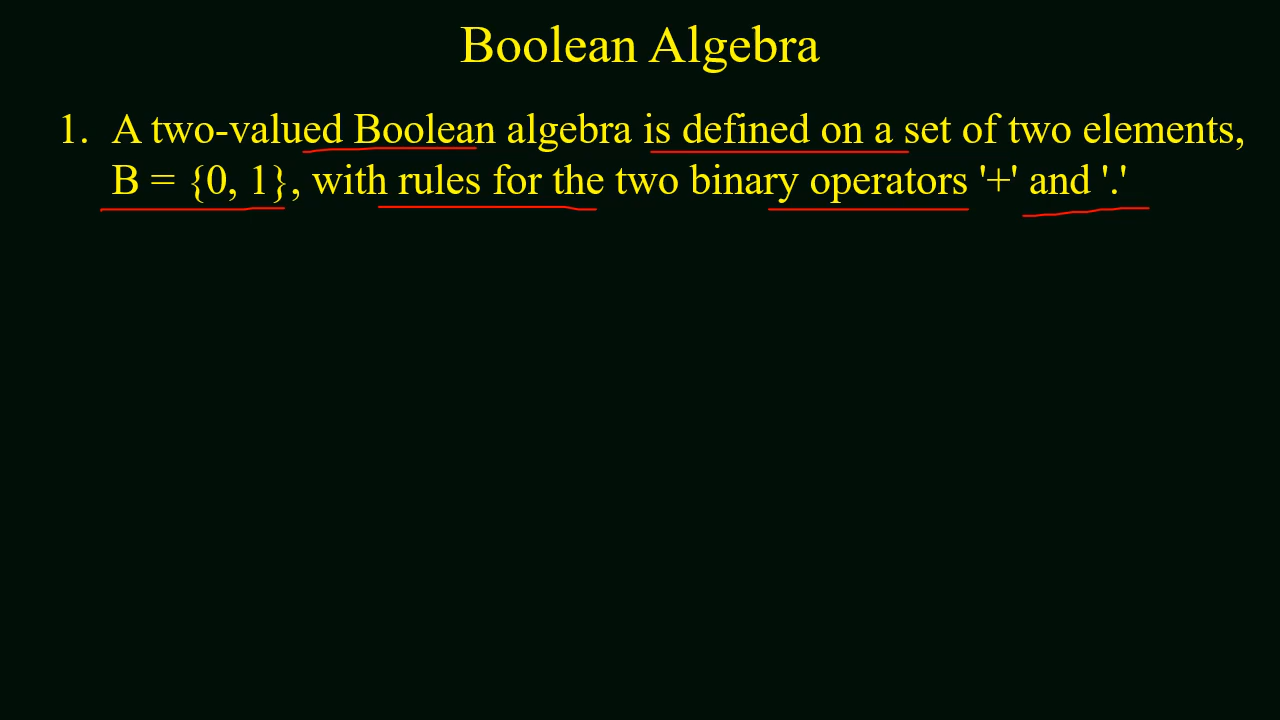 Boolean Algebra
1. A two-valued Boolean algebra is defined on a set of two elements,
B = {0, 1}, with rules for the two binary operators '+' and '.'